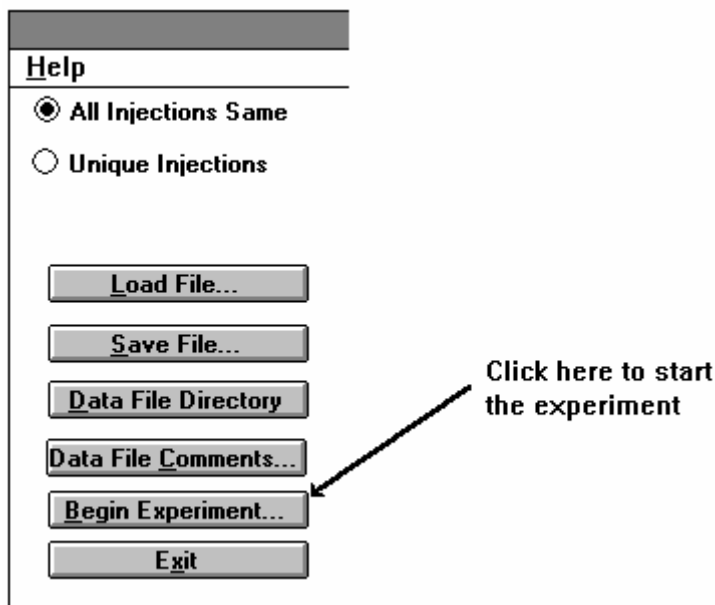 Help
All Injections Same
Unique Injections
Load File...
Save File...
Data File Directory
Data File Comments...
Begin Experiment...
Exit
Click here to start
the experiment